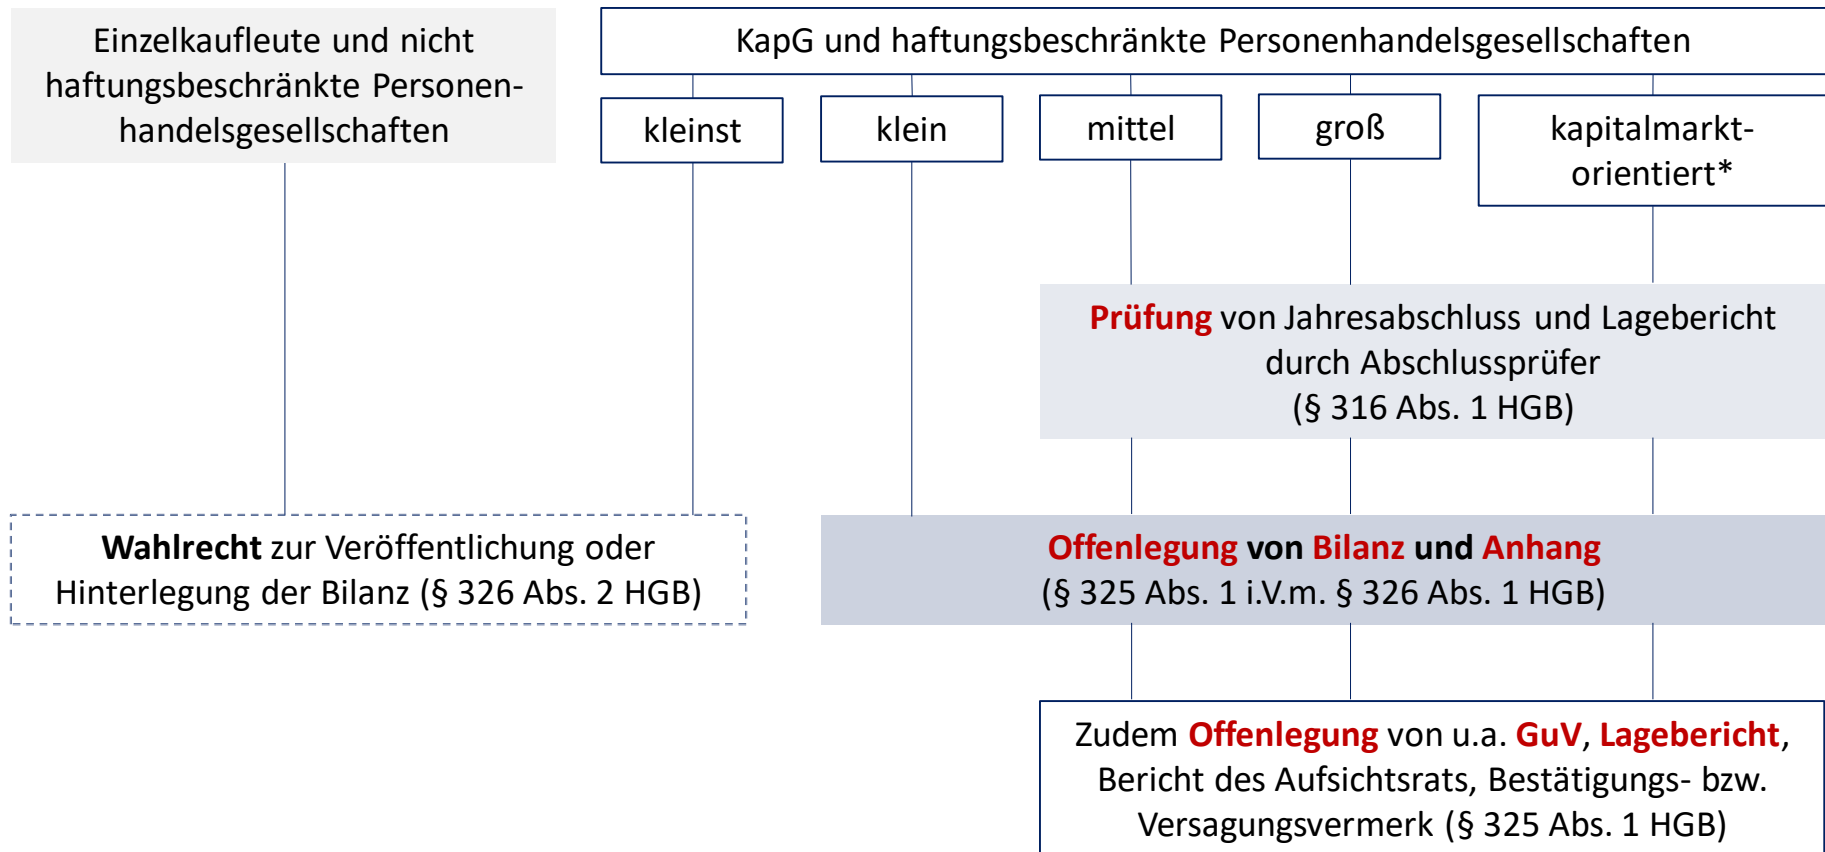 Einzelkaufleute und nicht
haftungsbeschränkte Personen-
handelsgesellschaften
KapG und haftungsbeschränkte Personenhandelsgesellschaften
kleinst
klein
mittel
groß
kapitalmarkt-
orientiert*
Prüfung von Jahresabschluss und Lagebericht
durch Abschlussprüfer
(§ 316 Abs. 1 HGB)
Wahlrecht zur Veröffentlichung oder
Hinterlegung der Bilanz (§ 326 Abs. 2 HGB)
Offenlegung von Bilanz und Anhang
(§ 325 Abs. 1 i.V.m. § 326 Abs. 1 HGB)
Zudem Offenlegung von u.a. GuV, Lagebericht,
Bericht des Aufsichtsrats, Bestätigungs- bzw.
Versagungsvermerk (§ 325 Abs. 1 HGB)